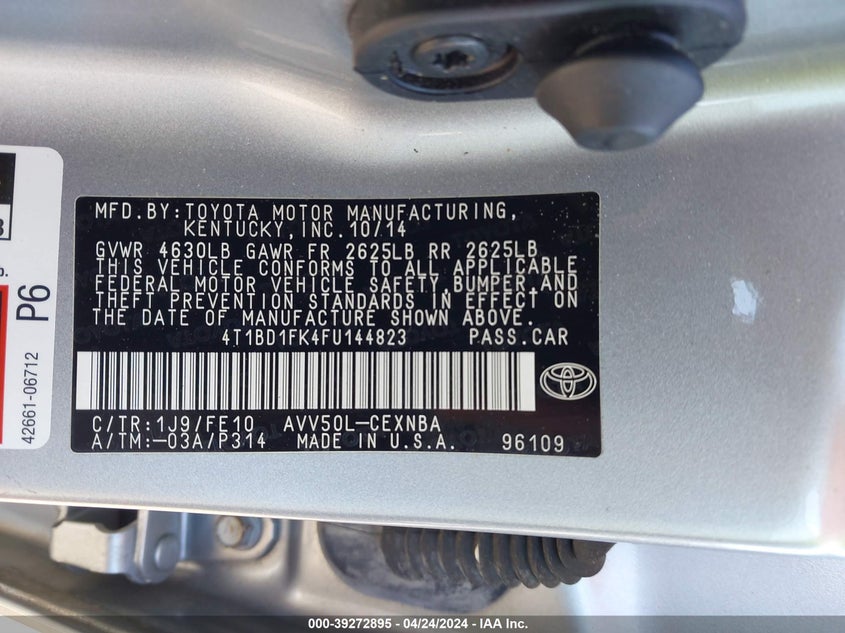 MFD.BY:TOYOTA MOTOR MANUFACTURING,
KENTUCKY,INC.10/14
GVWR 4630LB GAWR FR 2625LB RR 2625LB
THIS VEHICLE CONFORMS TO ALL APPLICABLE
FEDERAL MOTOR VEHICLE SAFETY,BUMPER,AND
THEFT PREVENTION STANDARDS IN EFFECT ON
THE DATE OF MANUFACTURE SHOWN ABOVE.
4T1BD1FK4FU144823 PASS.CAR
C/TR:1J9/FE10 AVV50L-CEXNBA
A/TM:-03A/P314 MADE IN U.S.A. 96109
P6
42661-06712
000-39272895 - 04/24/2024 - IAA Inc.